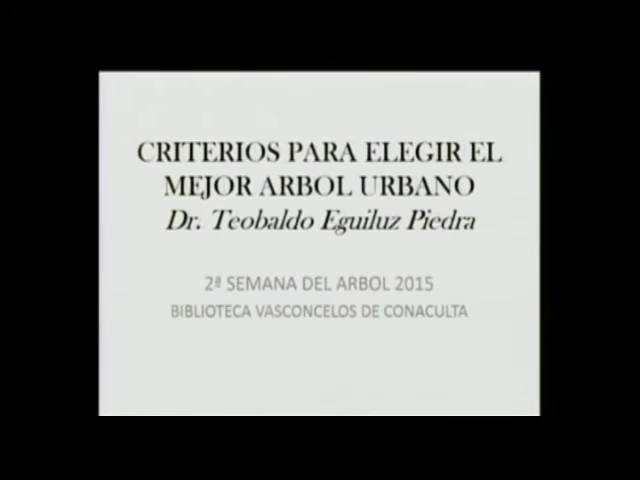 CRITERIOS PARA ELEGIR EL
MEJOR ARBOL URBANO
Dr. Teobaldo Eguiluz Piedra
2ª SEMANA DEL ARBOL 2015
BIBLIOTECA VASCONCELOS DE CONACULTA